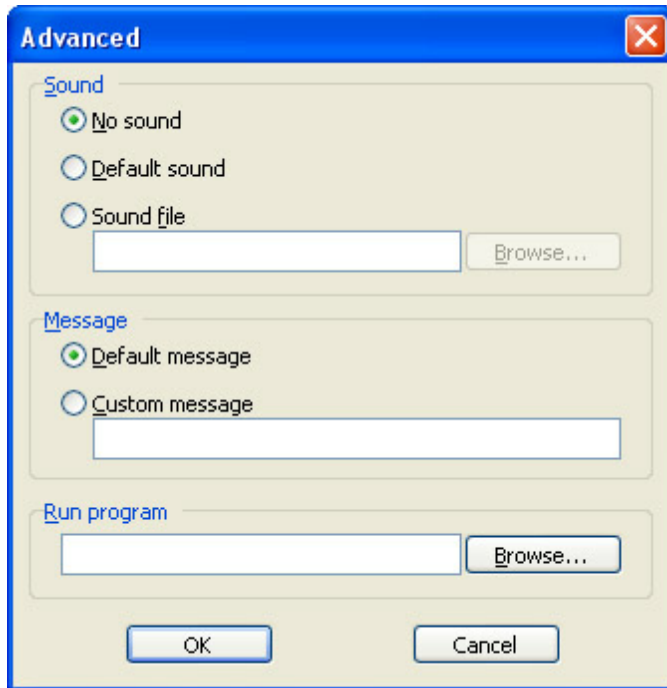 Advanced
Sound
No sound
Default sound
Sound file
Browse...
Message
Default message
Custom message
Run program
Browse...
OK Cancel